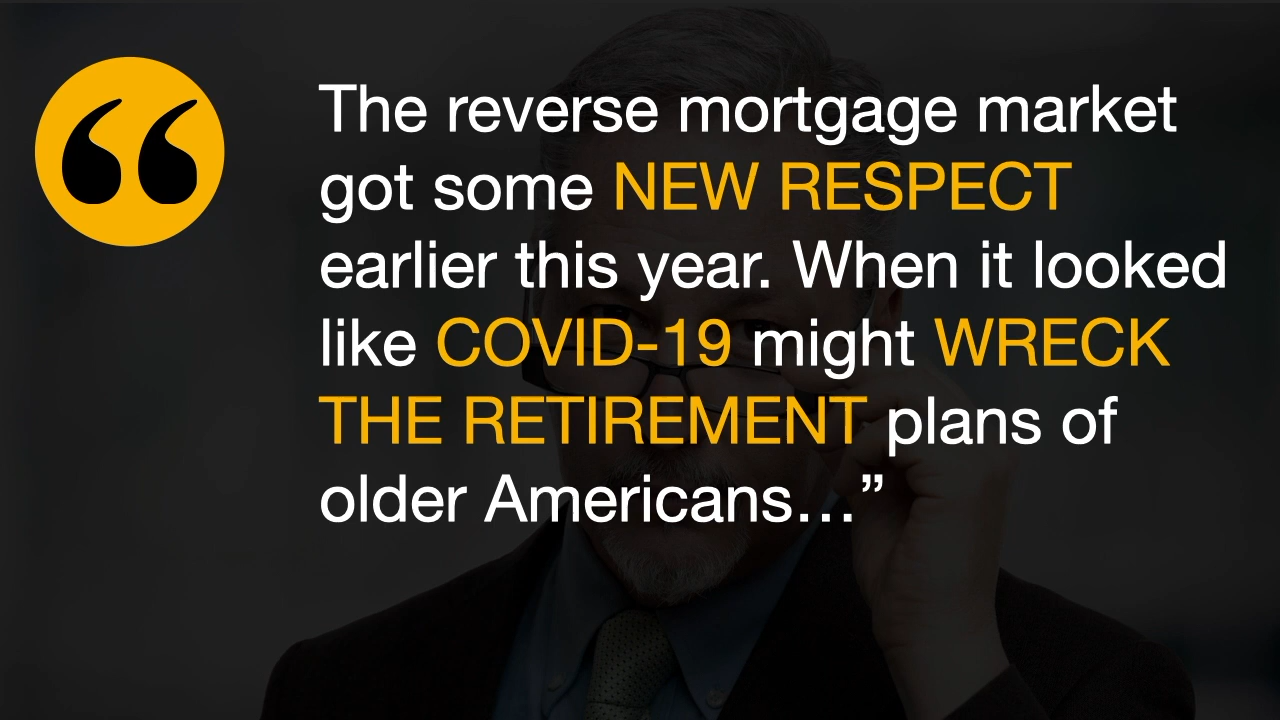 “
The reverse mortgage market
got some NEW RESPECT
earlier this year. When it looked
like COVID-19 might WRECK
THE RETIREMENT plans of
older Americans…”